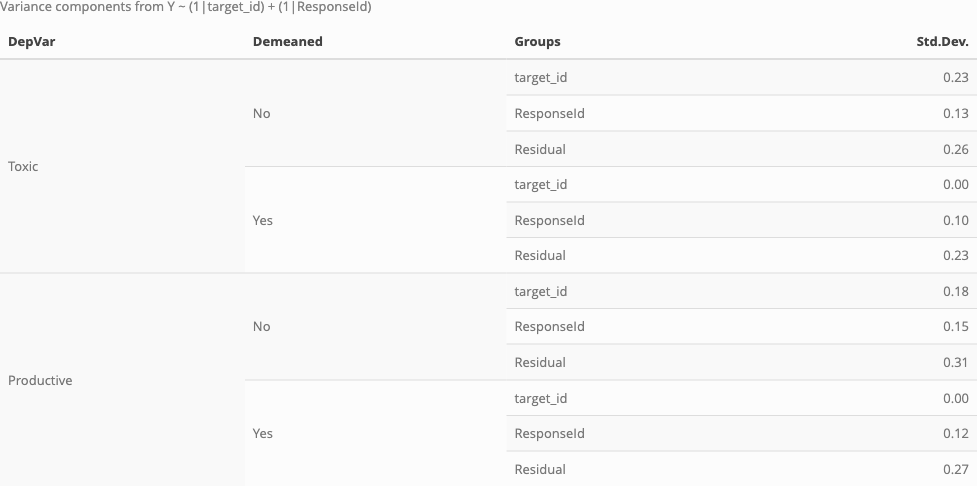 Variance components from Y ~ (1|target_id) + (1|ResponseId)
DepVar Demeaned Groups Std.Dev.
Toxic No target_id 0.23
ResponseId 0.13
Residual 0.26
Yes target_id 0.00
ResponseId 0.10
Residual 0.23
Productive No target_id 0.18
ResponseId 0.15
Residual 0.31
Yes target_id 0.00
ResponseId 0.12
Residual 0.27